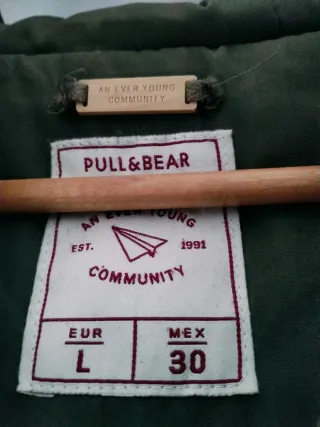 AN EVER YOUNG
COMMUNITY
PULL&BEAR
AN EVER YOUNG
EST. 1991
COMMUNITY
EUR MEX
L 30